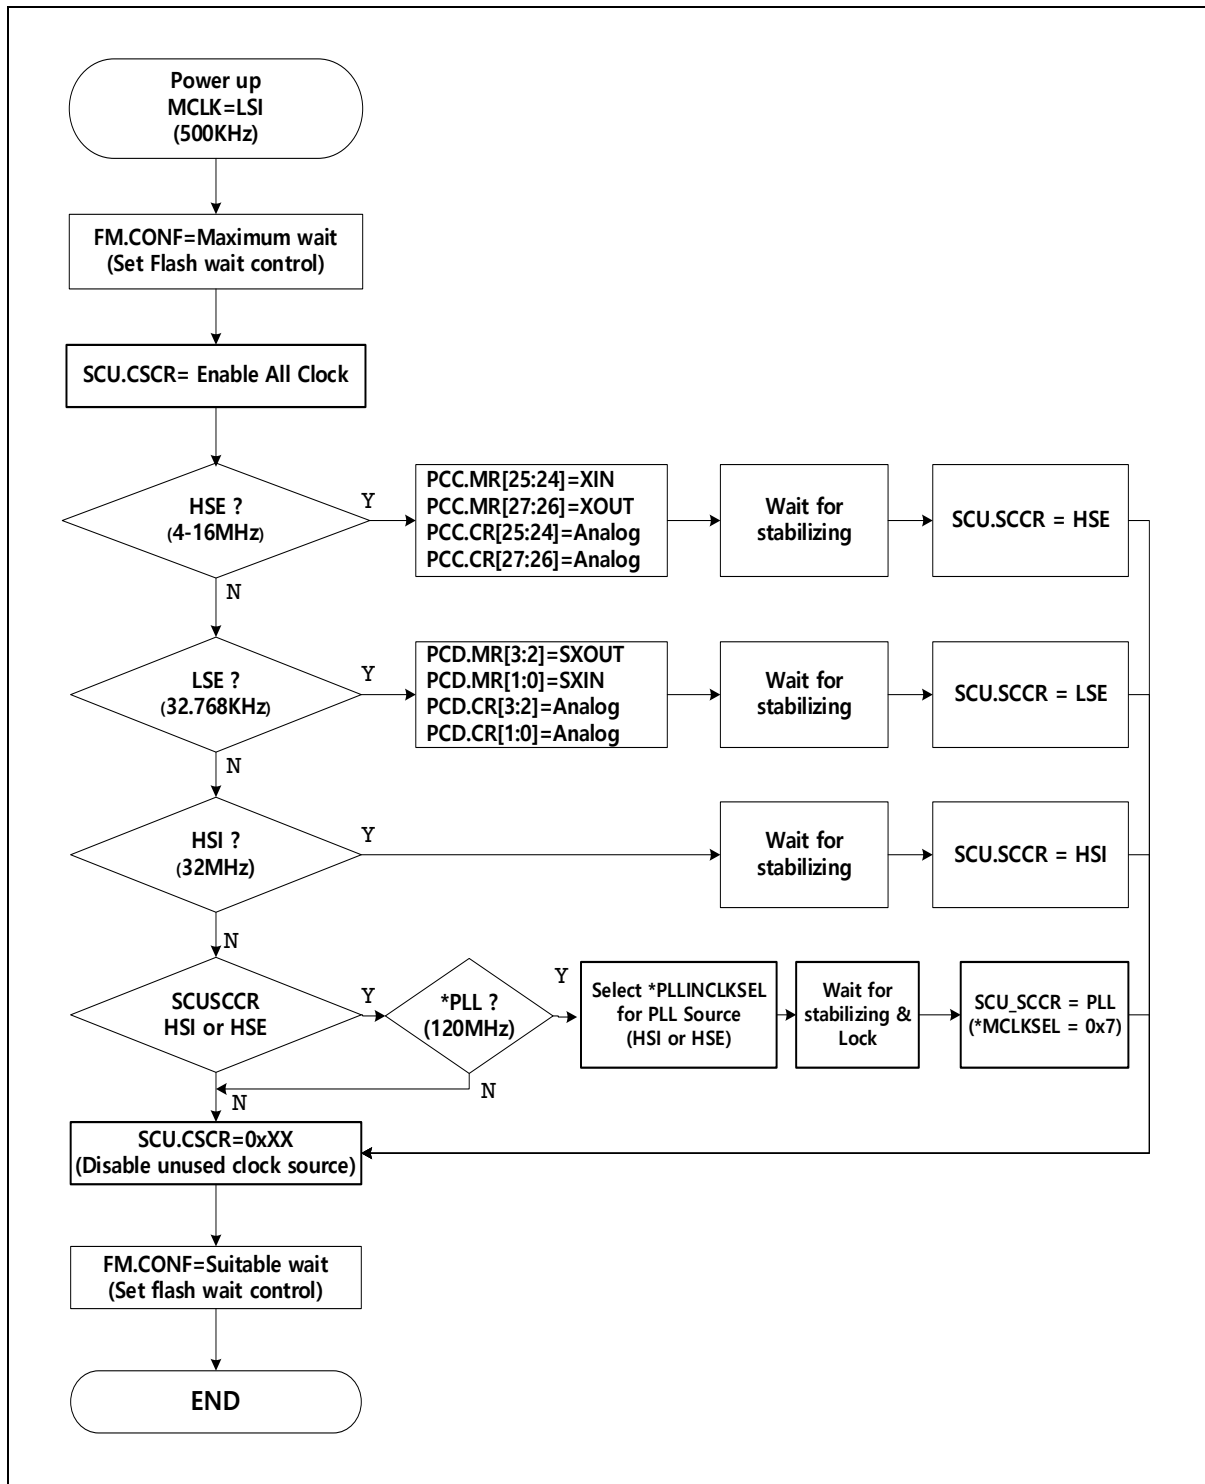 Power up
MCLK=LSI
(500KHz)
FM.CONF=Maximum wait
(Set Flash wait control)
SCU.CSCR= Enable All Clock
HSE ?
(4-16MHz)
Y
N
PCC.MR[25:24]=XIN
PCC.MR[27:26]=XOUT
PCC.CR[25:24]=Analog
PCC.CR[27:26]=Analog
Wait for
stabilizing
SCU.SCCR = HSE
LSE ?
(32.768KHz)
Y
N
PCD.MR[3:2]=SXOUT
PCD.MR[1:0]=SXIN
PCD.CR[3:2]=Analog
PCD.CR[1:0]=Analog
Wait for
stabilizing
SCU.SCCR = LSE
HSI ?
(32MHz)
Y
N
Wait for
stabilizing
SCU.SCCR = HSI
SCUSCCR
HSI or HSE
Y
N
*PLL ?
(120MHz)
Y
N
Select *PLLINCLKSEL
for PLL Source
(HSI or HSE)
Wait for
stabilizing &
Lock
SCU_SCCR = PLL
(*MCLKSEL = 0x7)
SCU.CSCR=0xXX
(Disable unused clock source)
FM.CONF=Suitable wait
(Set flash wait control)
END